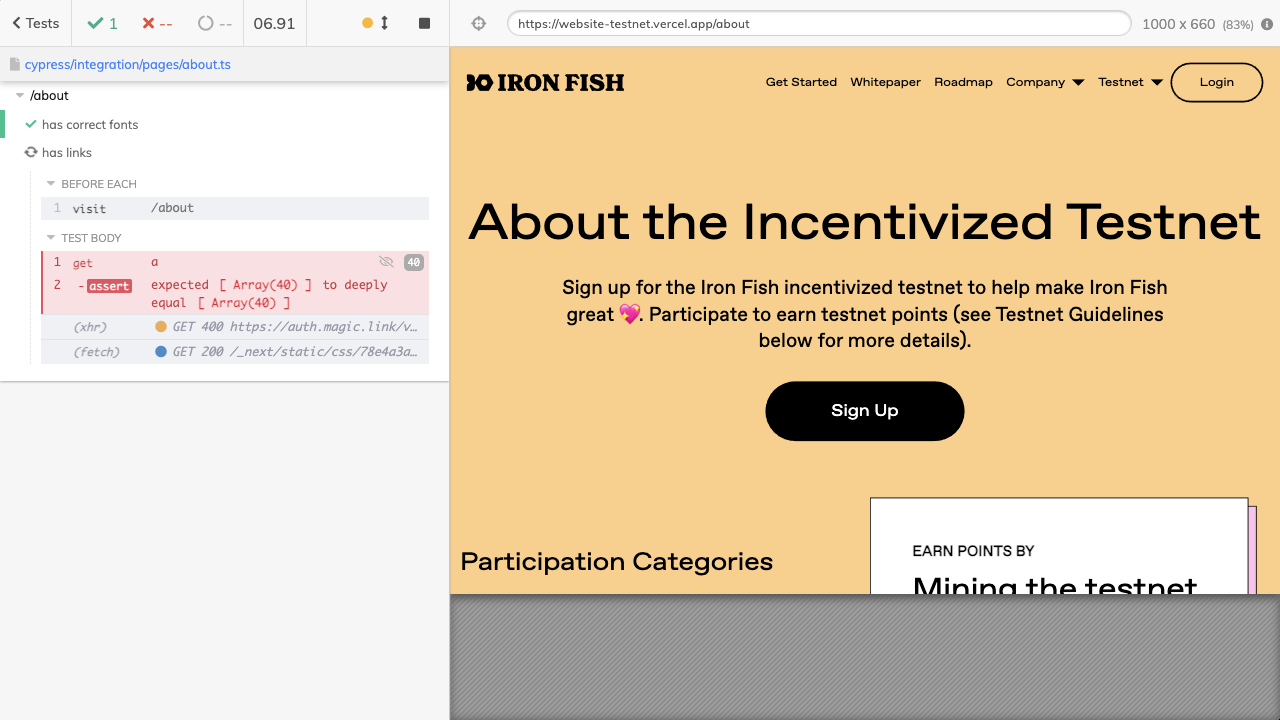 Tests
1
--
--
06.91
https://website-testnet.vercel.app/about
1000 x 660 (83%)
cypress/integration/pages/about.ts
/about
has correct fonts
has links
BEFORE EACH
1 visit /about
TEST BODY
1 get a 40
2 -assert expected [ Array(40) ] to deeply
equal [ Array(40) ]
(xhr) GET 400 https://auth.magic.link/v...
(fetch) GET 200 /_next/static/css/78e4a3a...
IRON FISH
Get Started Whitepaper Roadmap Company Testnet Login
About the Incentivized Testnet
Sign up for the Iron Fish incentivized testnet to help make Iron Fish
great 💖. Participate to earn testnet points (see Testnet Guidelines
below for more details).
Sign Up
Participation Categories
EARN POINTS BY
Mining the testnet